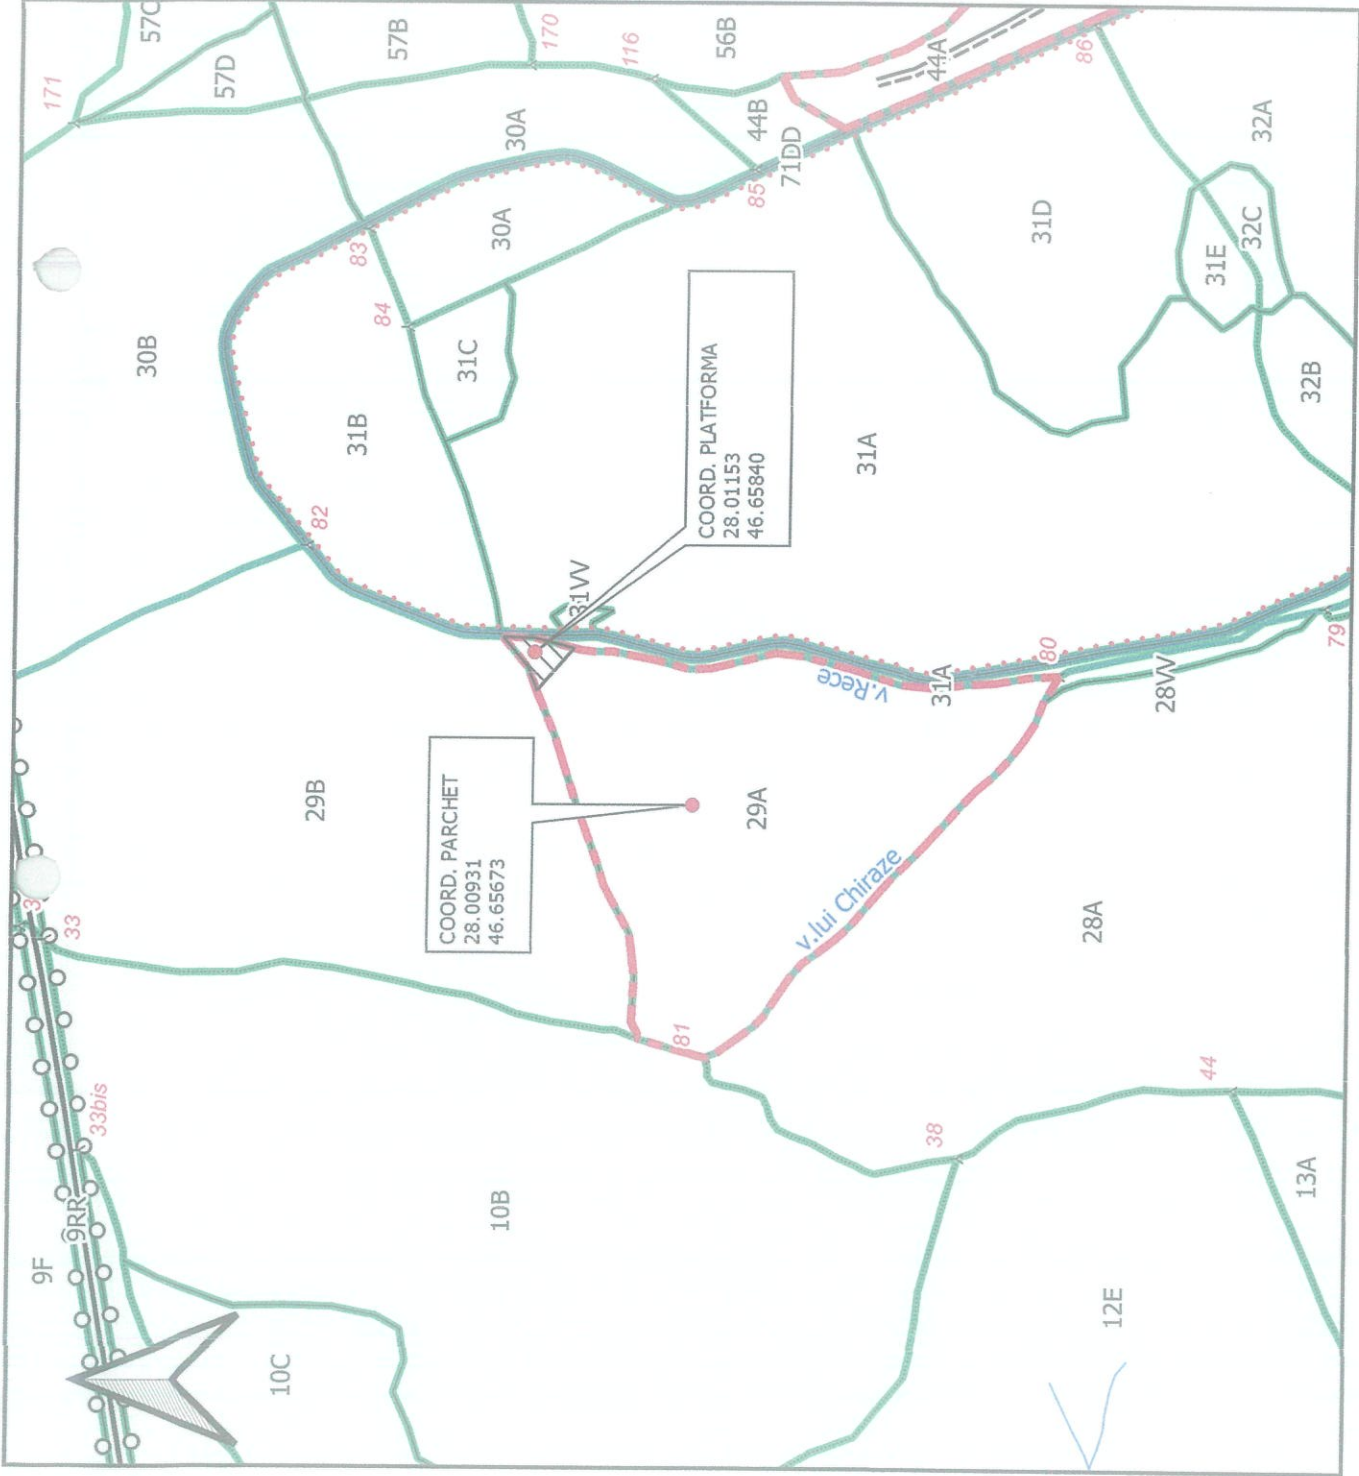 171
57C
57D
57B
170
116
56B
30A
44B
44A
86
71DD
85
32A
30B
83
84
30A
31D
32C
31E
31C
31B
32B
82
COORD. PLATFORMA
28.01153
46.65840
31A
31VV
80
79
v.Rece
31A
28VV
29B
COORD. PARCHET
28.00931
46.65673
29A
v.lui Chiraze
28A
33
81
33bis
44
38
9RR
9F
10B
13A
12E
10C